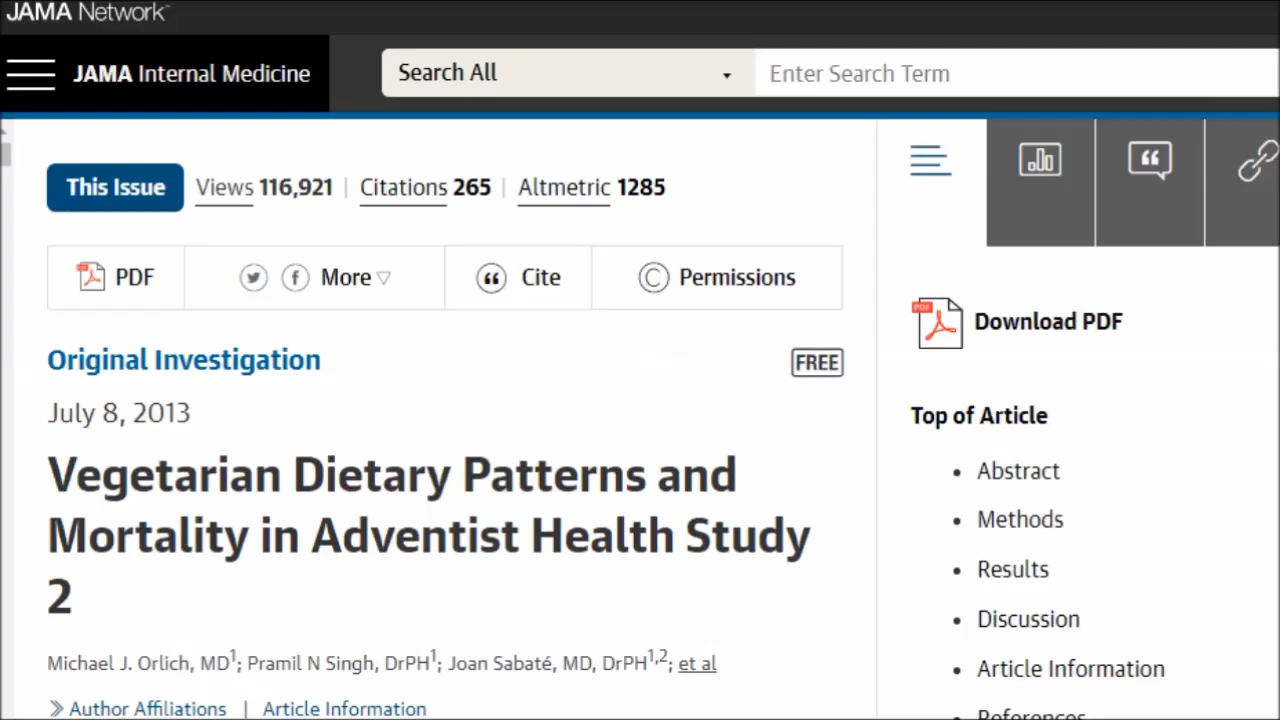 JAMA Network
JAMA Internal Medicine
Search All
Enter Search Term
This Issue
Views 116,921 | Citations 265 | Altmetric 1285
PDF
More
Cite
Permissions
Original Investigation
FREE
July 8, 2013
Vegetarian Dietary Patterns and
Mortality in Adventist Health Study
2
Michael J. Orlich, MD1; Pramil N Singh, DrPH1; Joan Sabaté, MD, DrPH1,2; et al
Author Affiliations | Article Information
Download PDF
Top of Article
• Abstract
• Methods
• Results
• Discussion
• Article Information
• References